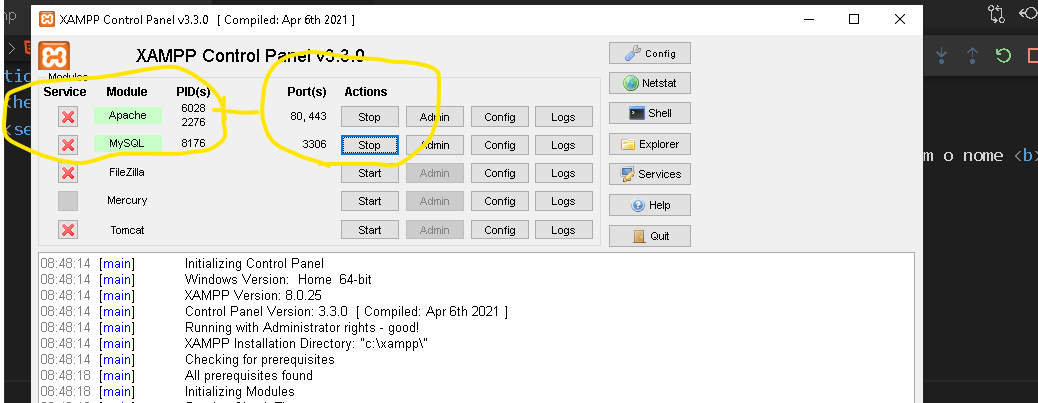 XAMPP Control Panel v3.3.0 [ Compiled: Apr 6th 2021 ]
XAMPP Control Panel v3.3.0
Config
Modules
Service Module PID(s) Port(s) Actions
Netstat
Apache 6028 2276 80, 443 Stop Admin Config Logs
Shell
MySQL 8176 3306 Stop Admin Config Logs
Explorer
FileZilla Start Admin Config Logs
Services
Mercury Start Admin Config Logs
Help
Tomcat Start Admin Config Logs
Quit
m o nome <b>
08:48:14 [main] Initializing Control Panel
08:48:14 [main] Windows Version: Home 64-bit
08:48:14 [main] XAMPP Version: 8.0.25
08:48:14 [main] Control Panel Version: 3.3.0 [ Compiled: Apr 6th 2021 ]
08:48:14 [main] Running with Administrator rights - good!
08:48:14 [main] XAMPP Installation Directory: "c:\xampp\"
08:48:14 [main] Checking for prerequisites
08:48:18 [main] All prerequisites found
08:48:18 [main] Initializing Modules